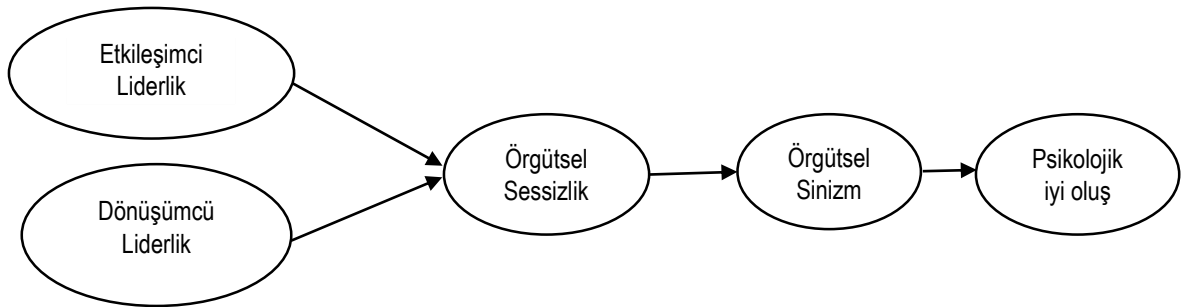 Etkileşimci
Liderlik
Dönüşümcü
Liderlik
Örgütsel
Sessizlik
Örgütsel
Sinizm
Psikolojik
iyi oluş